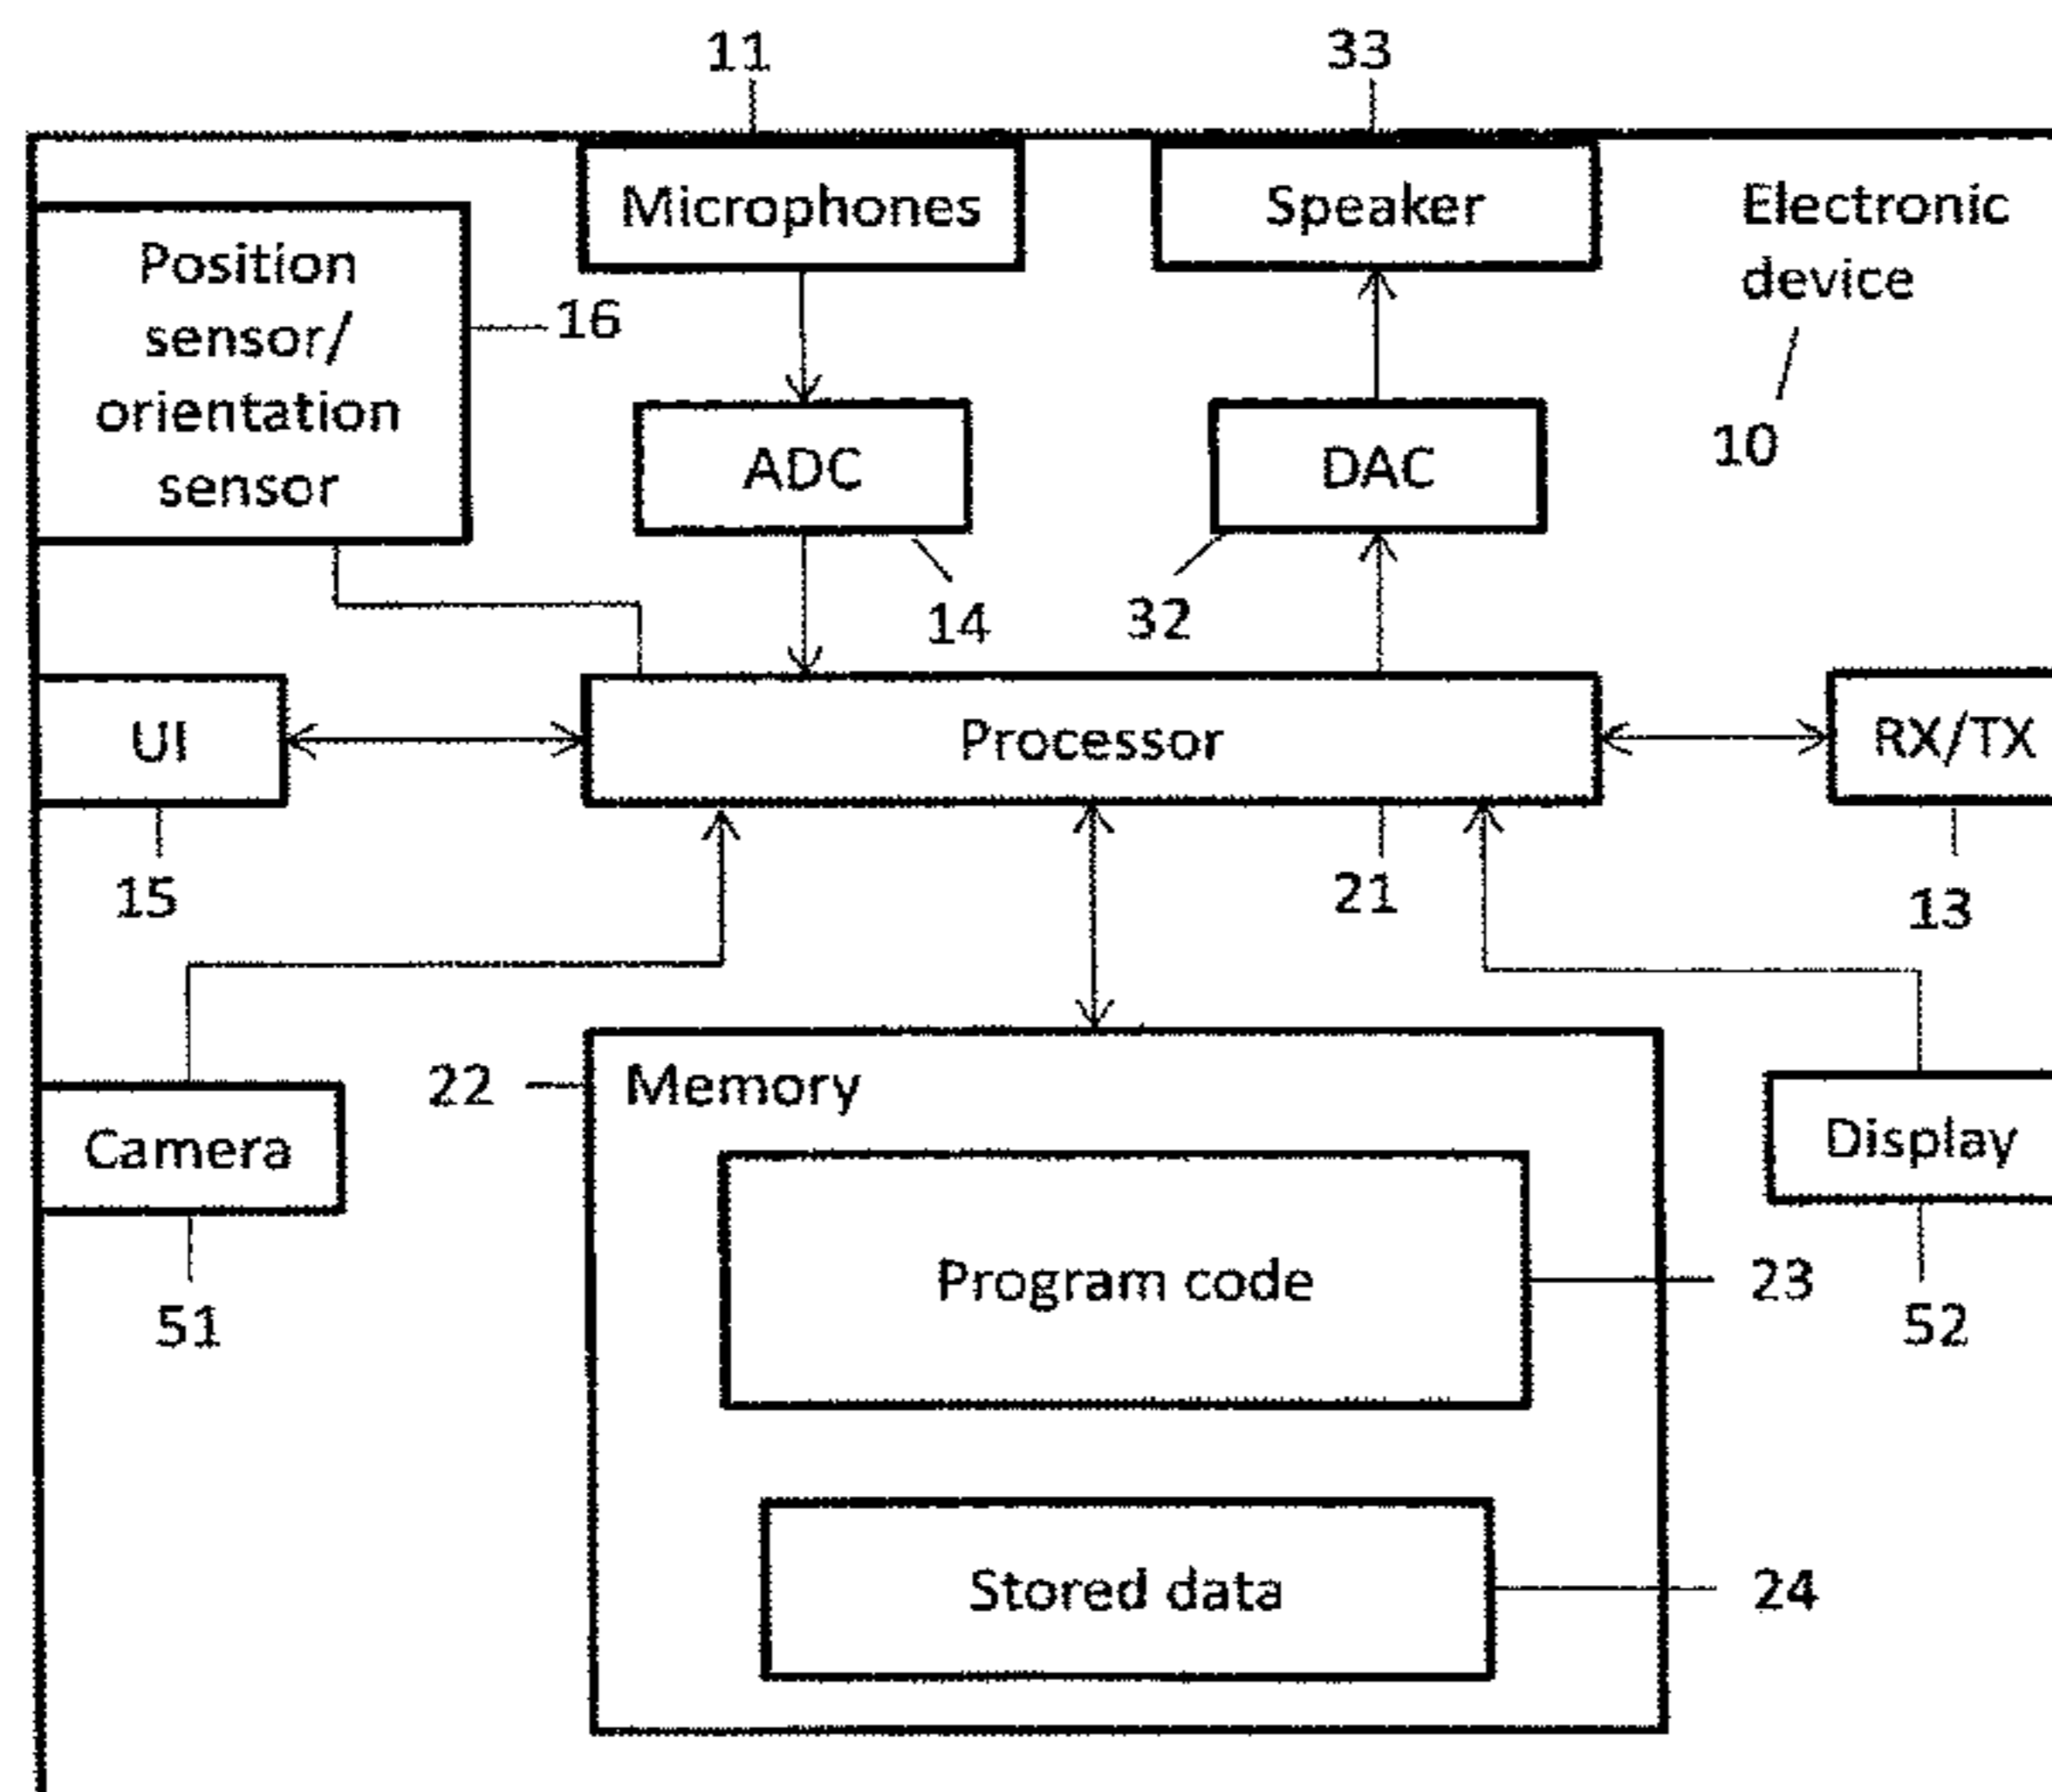 11
33
Microphones
Speaker
Electronic
device
10
Position
sensor/
orientation
sensor
16
ADC
14
DAC
32
UI
15
Processor
21
RX/TX
13
Camera
51
22
Memory
Display
52
Program code
23
Stored data
24